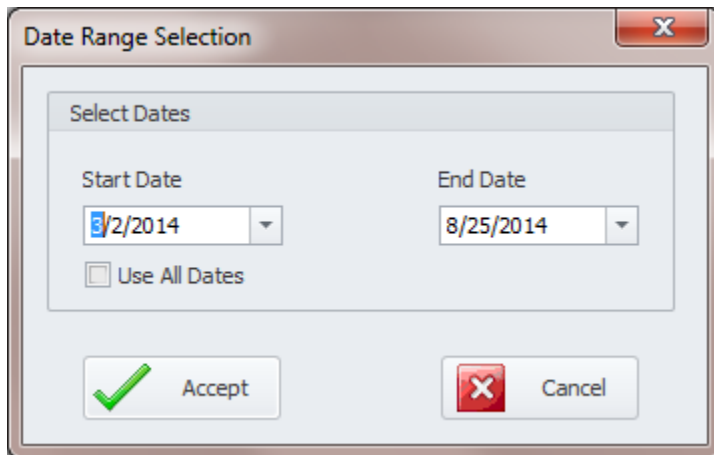 Date Range Selection
Select Dates
Start Date End Date
3/2/2014 8/25/2014
Use All Dates
Accept Cancel